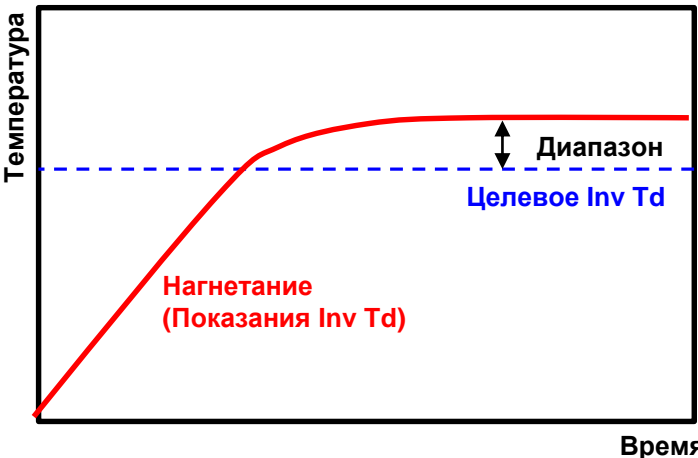 Температура
Диапазон
Целевое Inv Td
Нагнетание
(Показания Inv Td)
Время